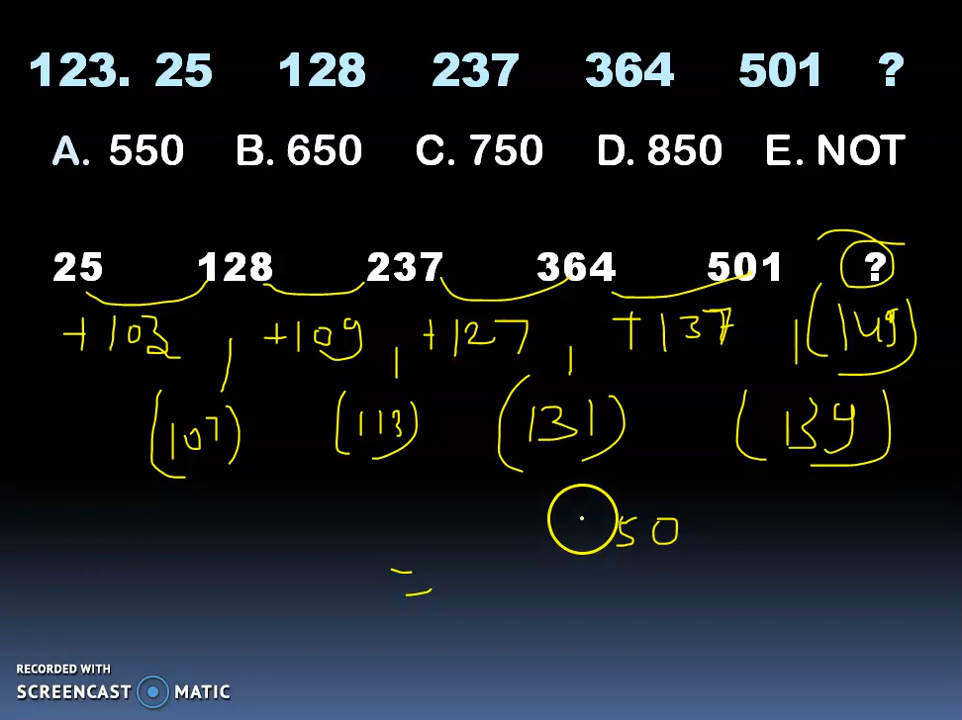 123. 25 128 237 364 501 ?
A. 550 B. 650 C. 750 D. 850 E. NOT
25 128 237 364 501 ?
+103 , +109 , +127 , +137 , (149)
(107) (113) (131) (139)
50
=
RECORDED WITH
SCREENCAST MATIC